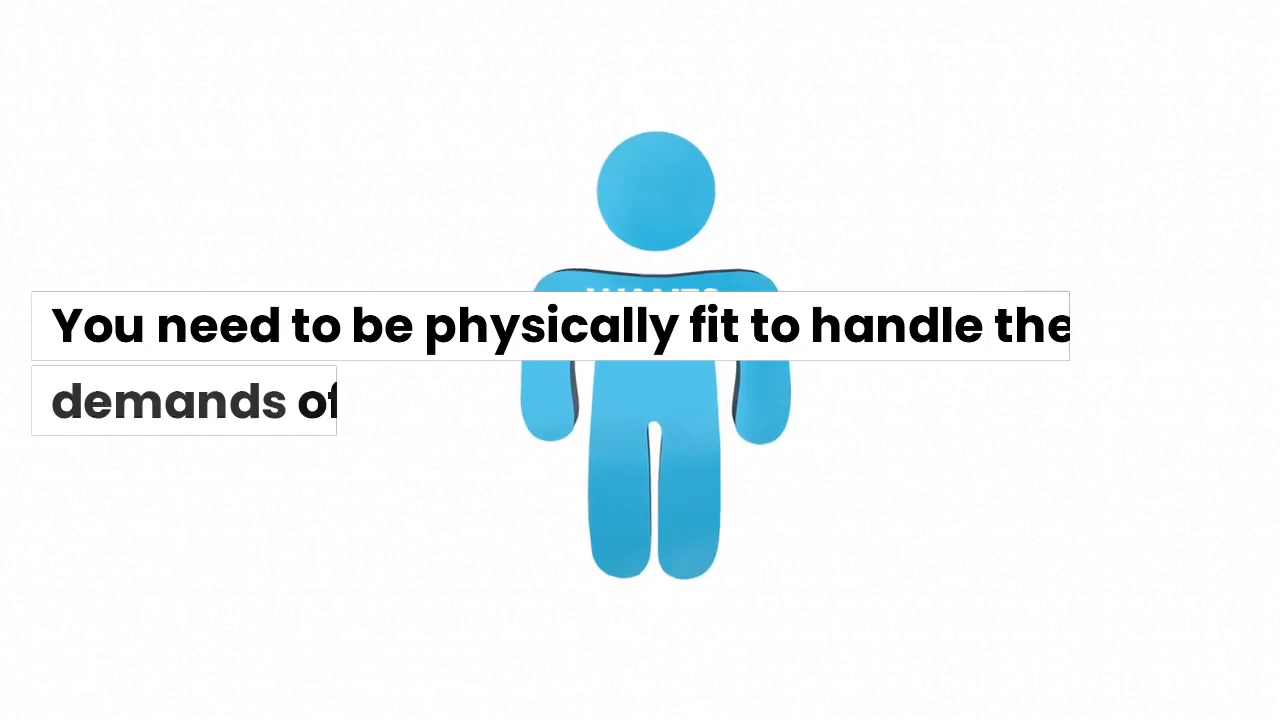 You need to be physically fit to handle the
demands of